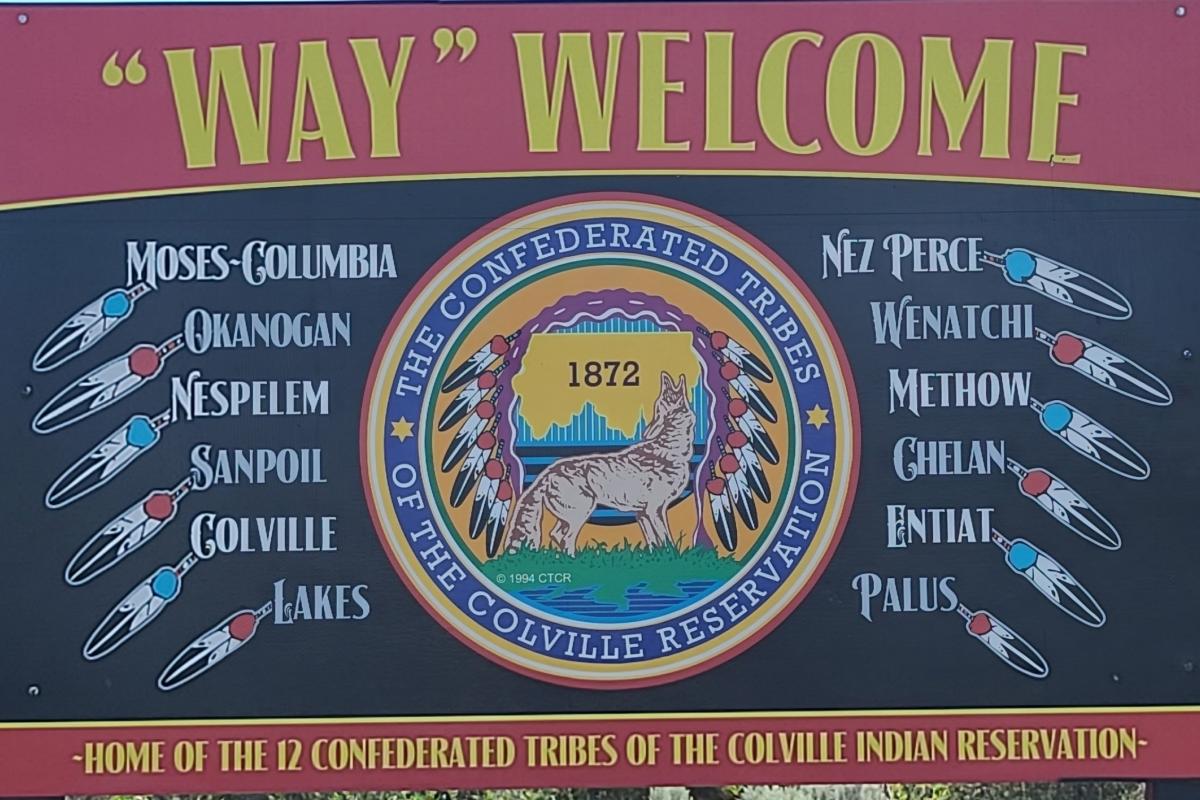 “WAY” WELCOME
MOSES-COLUMBIA
OKANOGAN
NESPELEM
SANPOIL
COLVILLE
LAKES
THE CONFEDERATED TRIBES
OF THE COLVILLE RESERVATION
1872
© 1994 CTCR
NEZ PERCE
WENATCHI
METHOW
CHELAN
ENTIAT
PALUS
~HOME OF THE 12 CONFEDERATED TRIBES OF THE COLVILLE INDIAN RESERVATION~